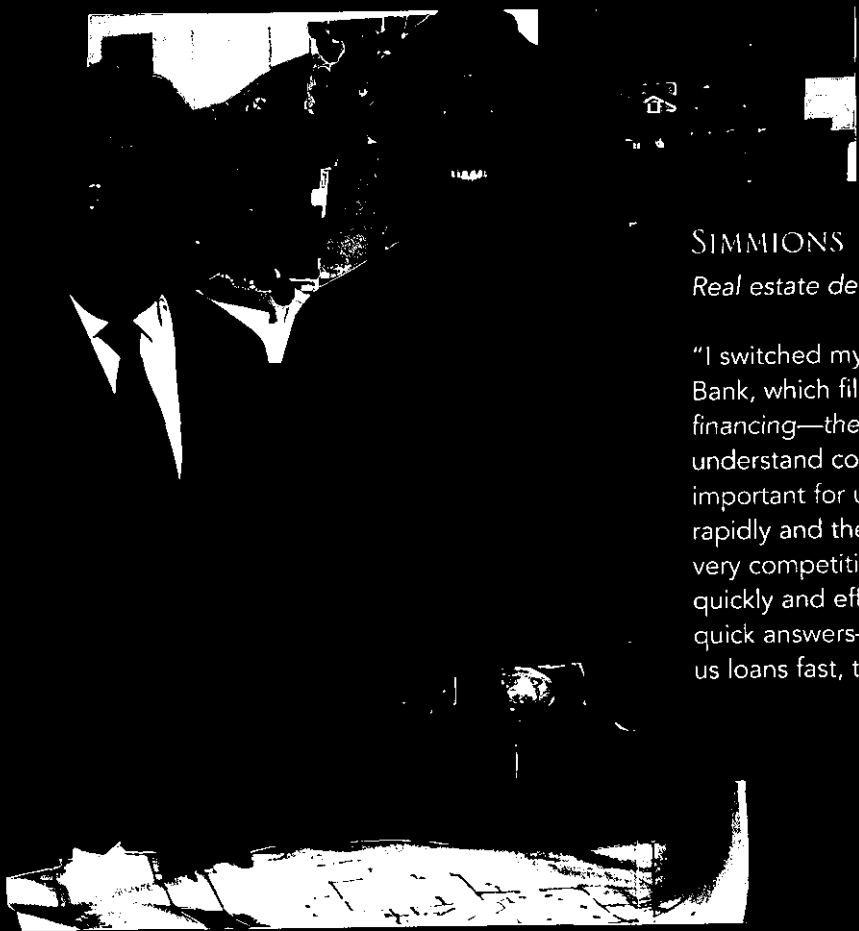 SIMMIONS
Real estate de
"I switched my
Bank, which fil
financing—the
understand co
important for u
rapidly and the
very competiti
quickly and eff
quick answers-
us loans fast, t